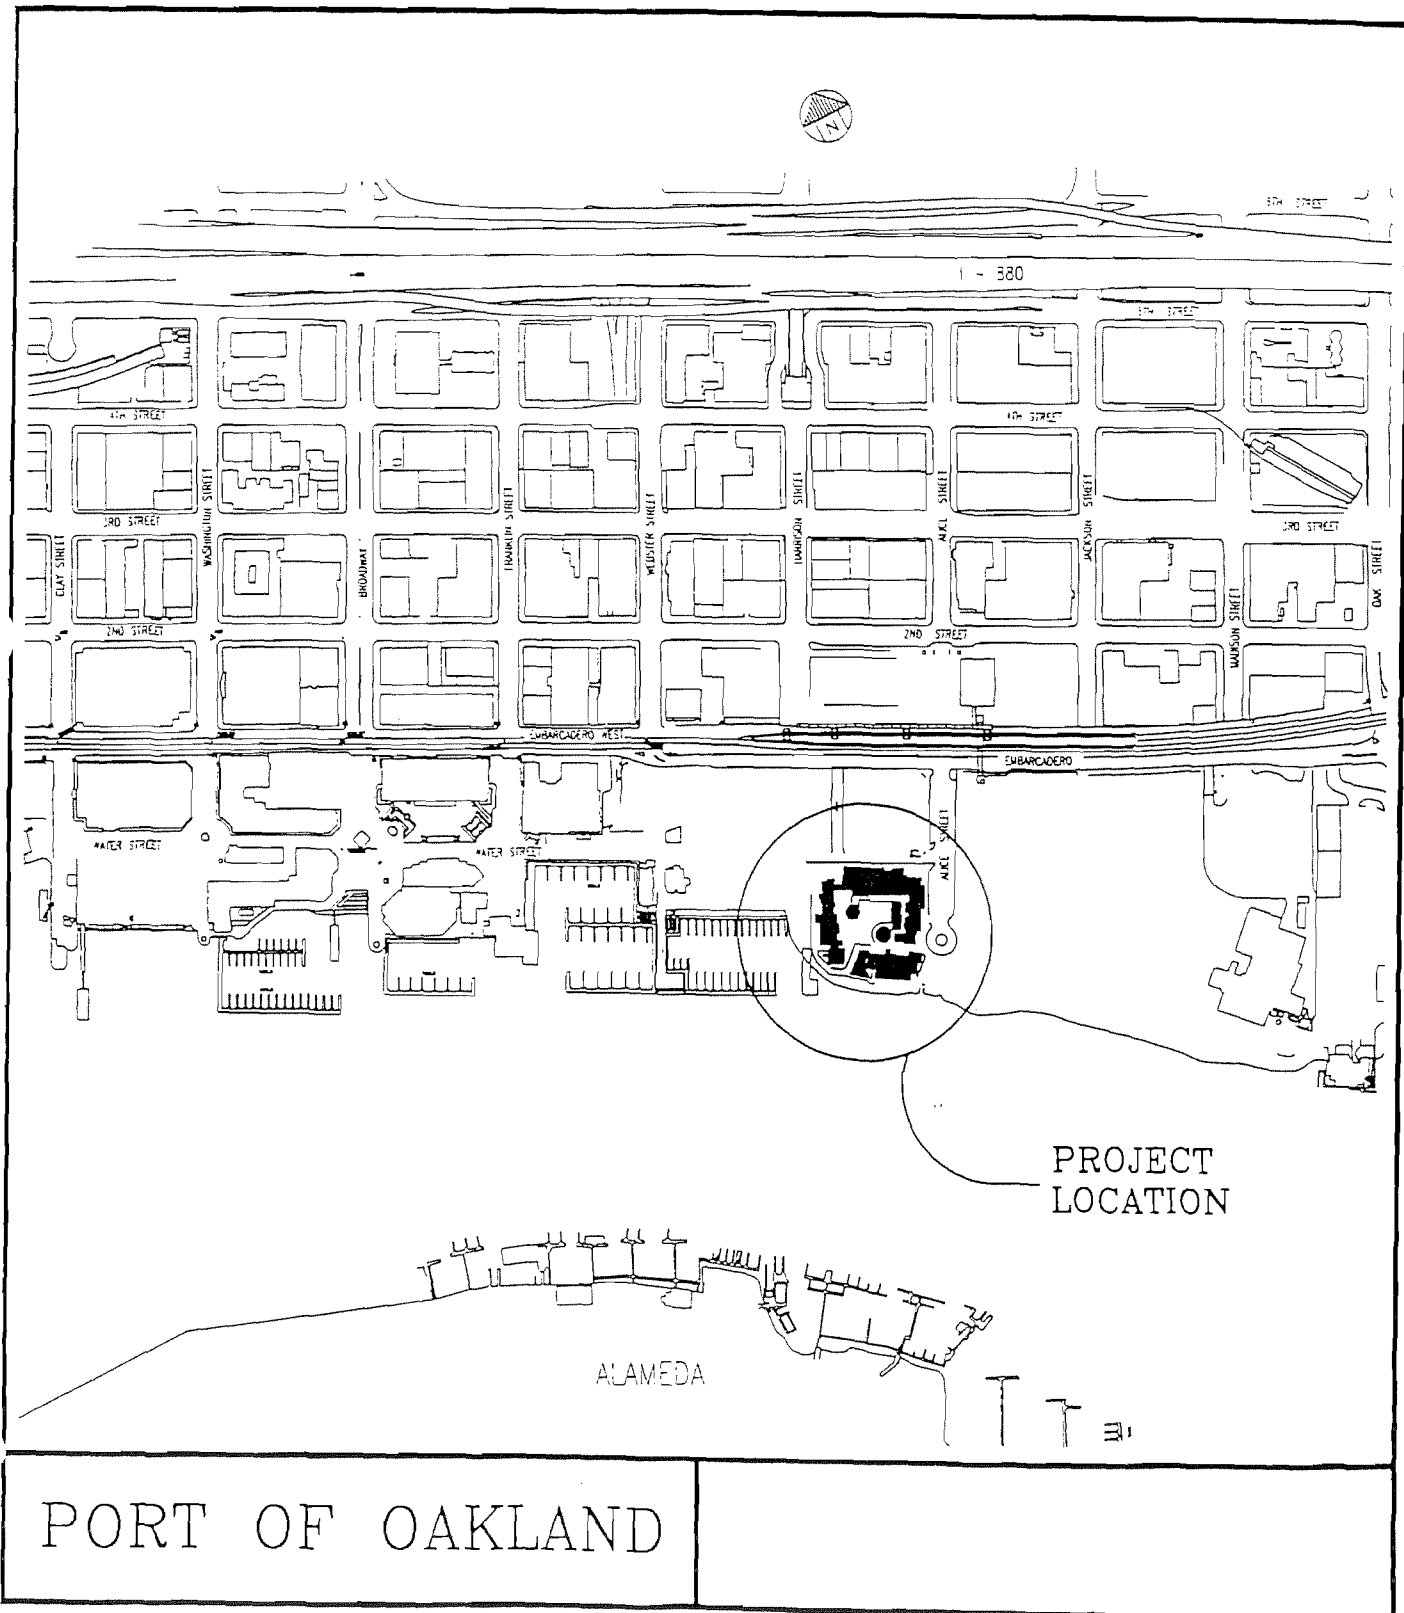 N
8TH STREET
I - 380
5TH STREET
4TH STREET
4TH STREET
3RD STREET
3RD STREET
CLAY STREET
WASHINGTON STREET
BROADWAY
FRANKLIN STREET
WEBSTER STREET
HARRISON STREET
ALICE STREET
JACKSON STREET
MADISON STREET
OAK STREET
2ND STREET
2ND STREET
EMBARCADERO WEST
EMBARCADERO
WATER STREET
WATER STREET
ALICE STREET
PROJECT
LOCATION
ALAMEDA
PORT OF OAKLAND